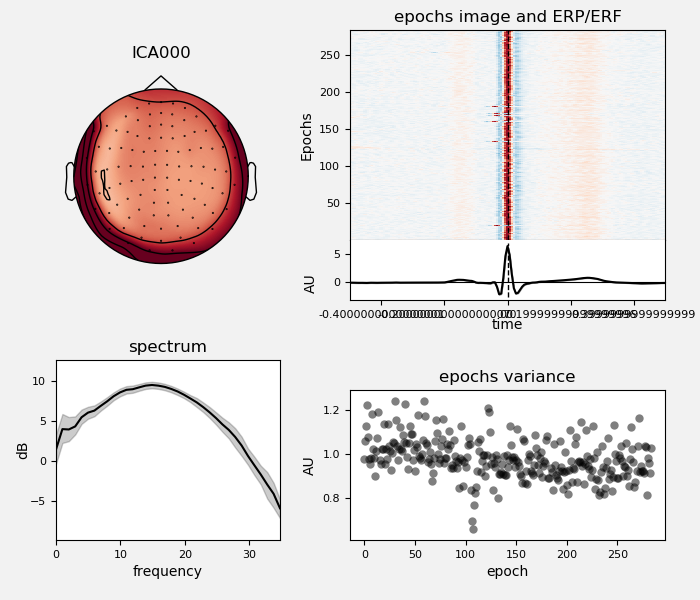 ICA000
epochs image and ERP/ERF
Epochs
250
200
150
100
50
AU
5
0
time
spectrum
dB
10
5
0
−5
0
10
20
30
frequency
epochs variance
AU
1.2
1.0
0.8
0
50
100
150
200
250
epoch